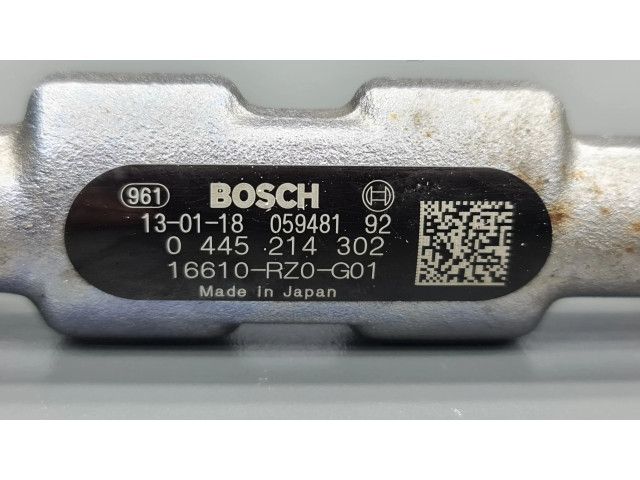 961 BOSCH
13-01-18 059481 92
0 445 214 302
16610-RZ0-G01
Made in Japan